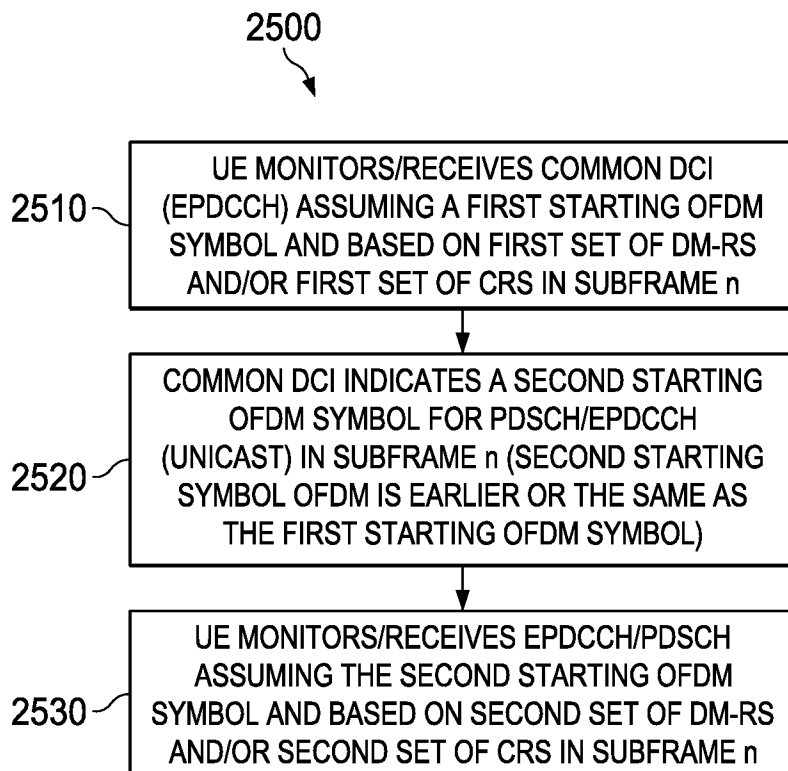 2500
2510
UE MONITORS/RECEIVES COMMON DCI
(EPDCCH) ASSUMING A FIRST STARTING OFDM
SYMBOL AND BASED ON FIRST SET OF DM-RS
AND/OR FIRST SET OF CRS IN SUBFRAME n
2520
COMMON DCI INDICATES A SECOND STARTING
OFDM SYMBOL FOR PDSCH/EPDCCH
(UNICAST) IN SUBFRAME n (SECOND STARTING
SYMBOL OFDM IS EARLIER OR THE SAME AS
THE FIRST STARTING OFDM SYMBOL)
2530
UE MONITORS/RECEIVES EPDCCH/PDSCH
ASSUMING THE SECOND STARTING OFDM
SYMBOL AND BASED ON SECOND SET OF DM-RS
AND/OR SECOND SET OF CRS IN SUBFRAME n